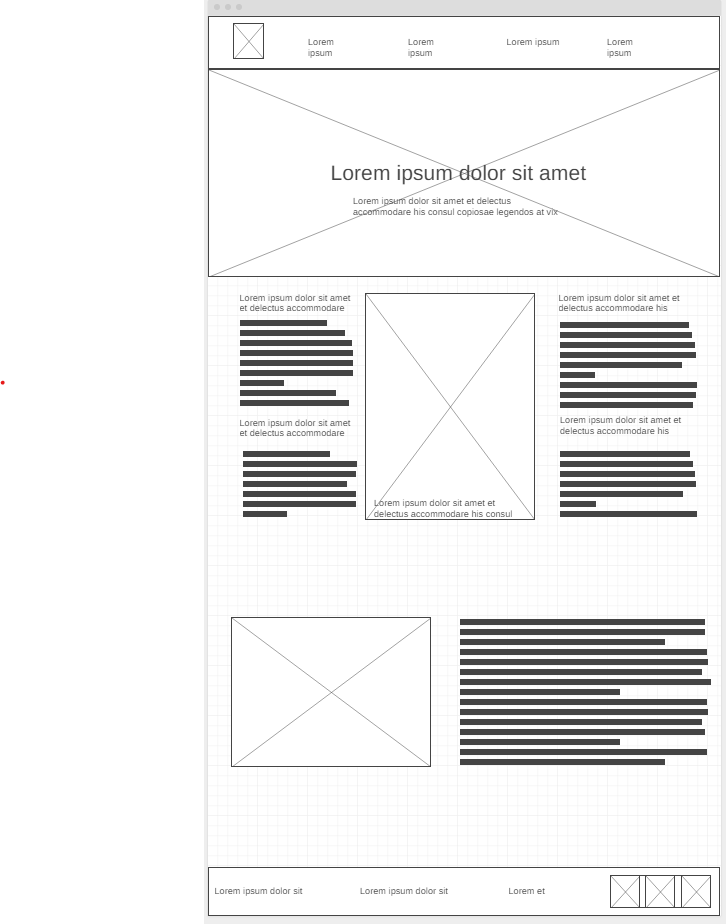 Lorem
ipsum
Lorem
ipsum
Lorem ipsum
Lorem
ipsum
Lorem ipsum dolor sit amet
Lorem ipsum dolor sit amet et delectus
accommodare his consul copiosae legendos at vix
Lorem ipsum dolor sit amet
et delectus accommodare
Lorem ipsum dolor sit amet
et delectus accommodare
Lorem ipsum dolor sit amet et
delectus accommodare his consul
Lorem ipsum dolor sit amet et
delectus accommodare his
Lorem ipsum dolor sit amet et
delectus accommodare his
Lorem ipsum dolor sit
Lorem ipsum dolor sit
Lorem et